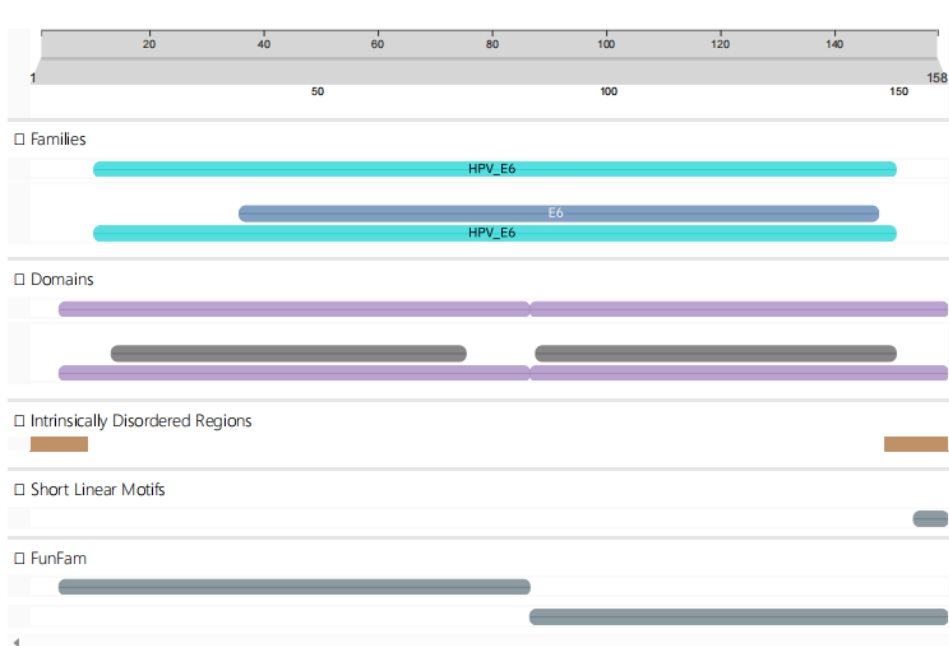 20 40 60 80 100 120 140
1 158
50 100 150
Families
HPV_E6
E6
HPV_E6
Domains
Intrinsically Disordered Regions
Short Linear Motifs
FunFam